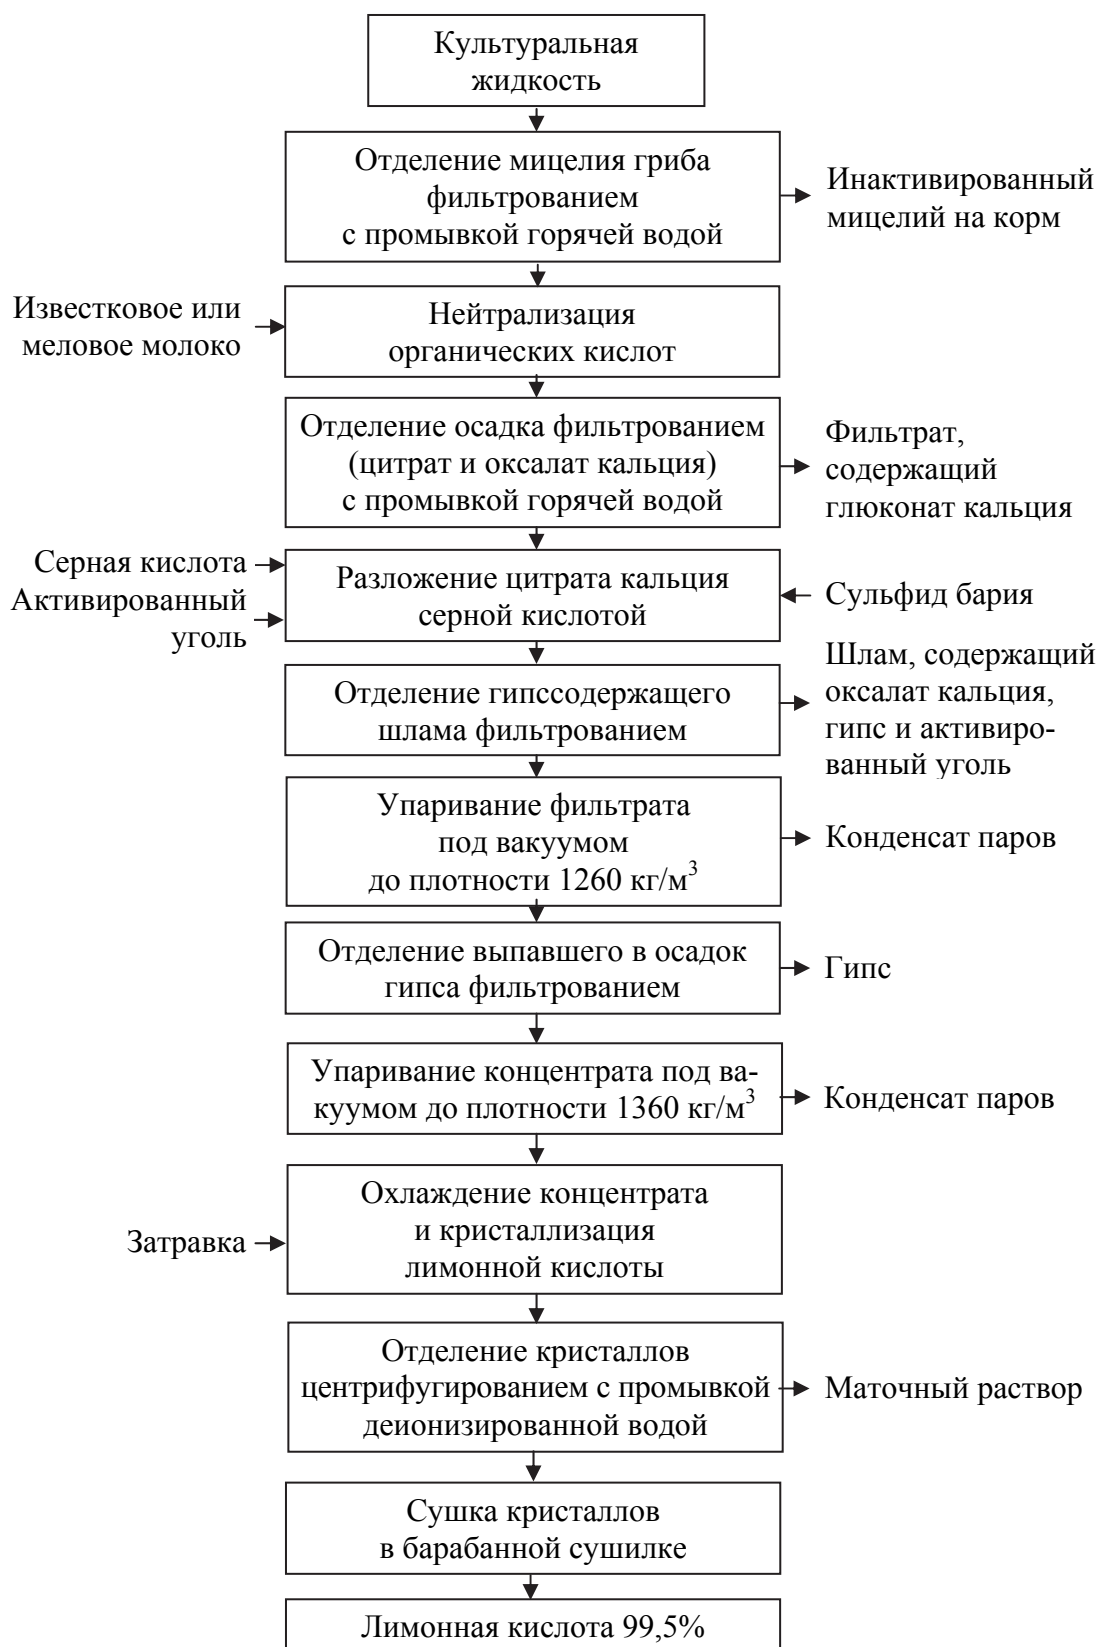 Культуральная
жидкость
Отделение мицелия гриба
фильтрованием
с промывкой горячей водой
Инактивированный
мицелий на корм
Известковое или
меловое молоко
Нейтрализация
органических кислот
Отделение осадка фильтрованием
(цитрат и оксалат кальция)
с промывкой горячей водой
Фильтрат,
содержащий
глюконат кальция
Серная кислота
Активированный
уголь
Разложение цитрата кальция
серной кислотой
Сульфид бария
Отделение гипссодержащего
шлама фильтрованием
Шлам, содержащий
оксалат кальция,
гипс и активиро-
ванный уголь
Упаривание фильтрата
под вакуумом
до плотности 1260 кг/м³
Конденсат паров
Отделение выпавшего в осадок
гипса фильтрованием
Гипс
Упаривание концентрата под ва-
куумом до плотности 1360 кг/м³
Конденсат паров
Затравка
Охлаждение концентрата
и кристаллизация
лимонной кислоты
Отделение кристаллов
центрифугированием с промывкой
деионизированной водой
Маточный раствор
Сушка кристаллов
в барабанной сушилке
Лимонная кислота 99,5%